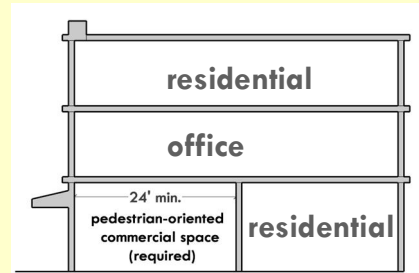 residential
office
24' min.
pedestrian-oriented
commercial space
(required)
residential